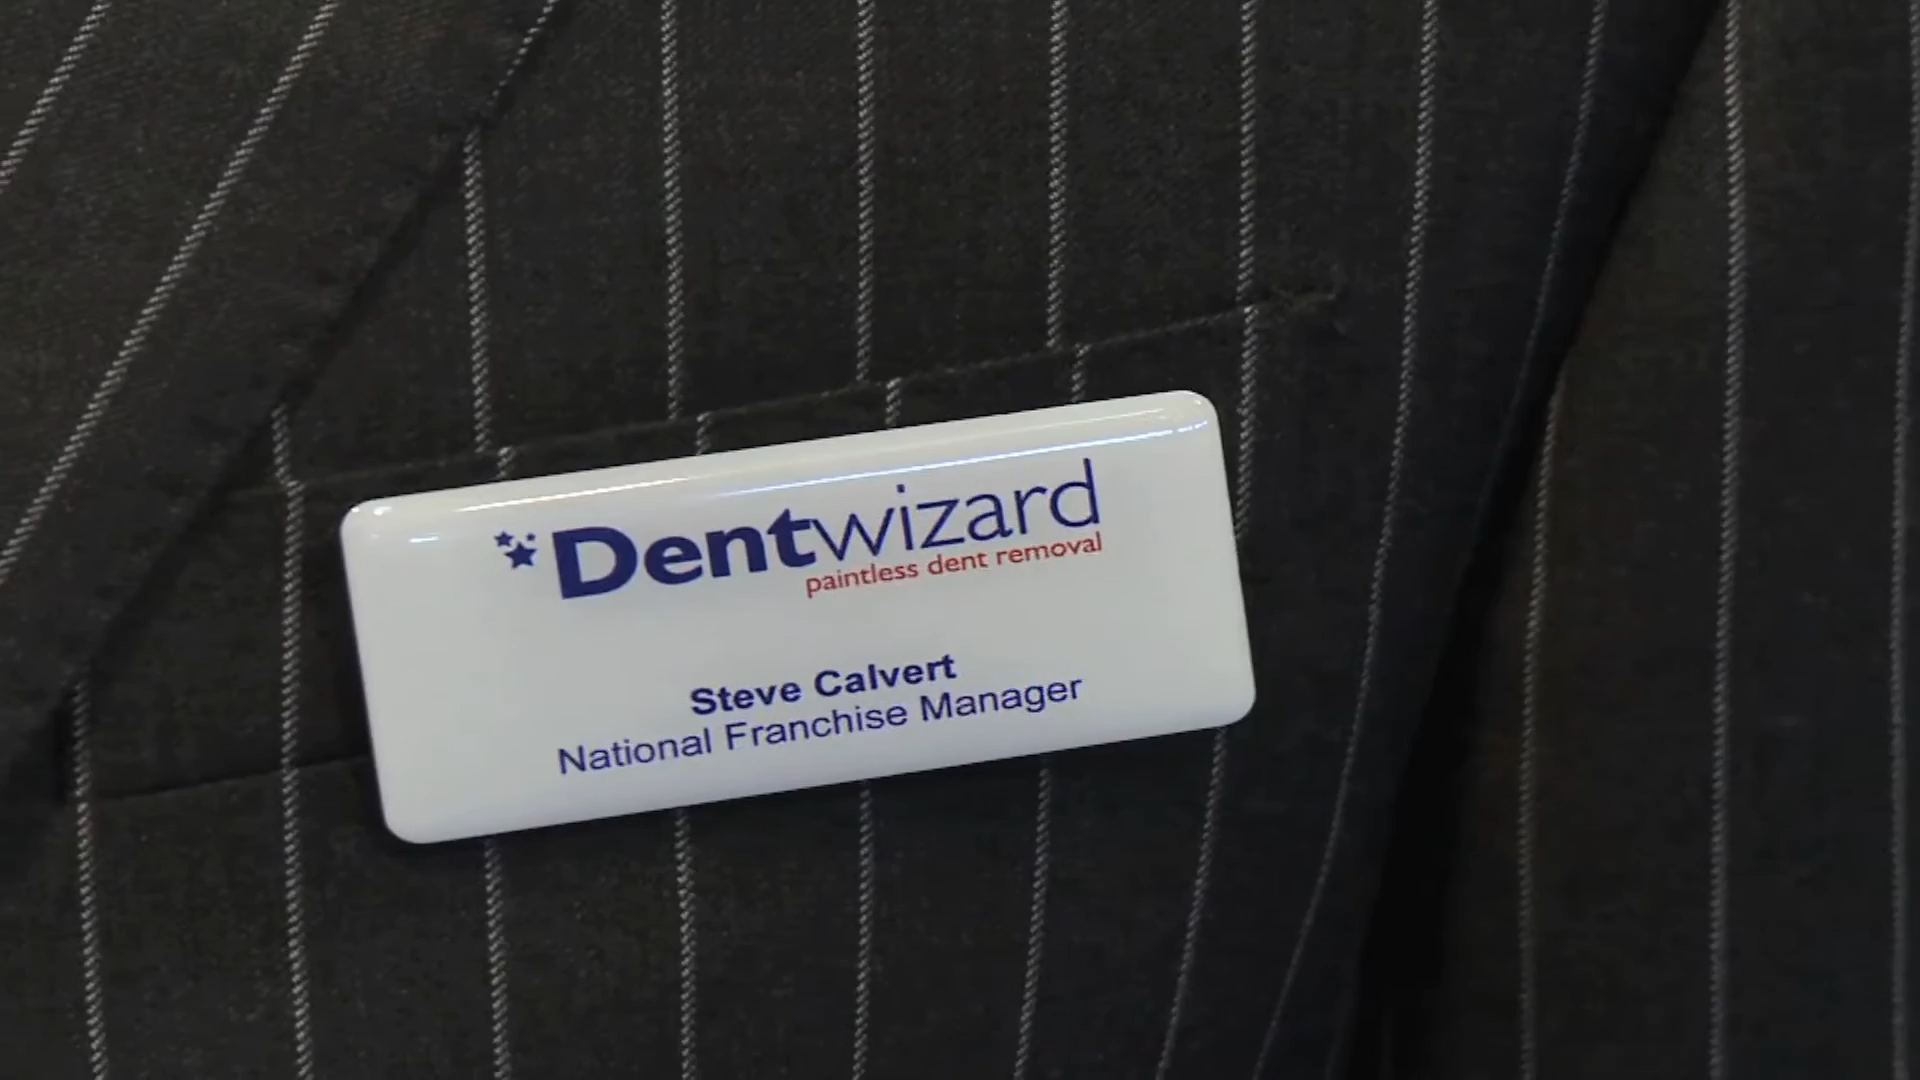 Dentwizard
paintless dent removal
Steve Calvert
National Franchise Manager